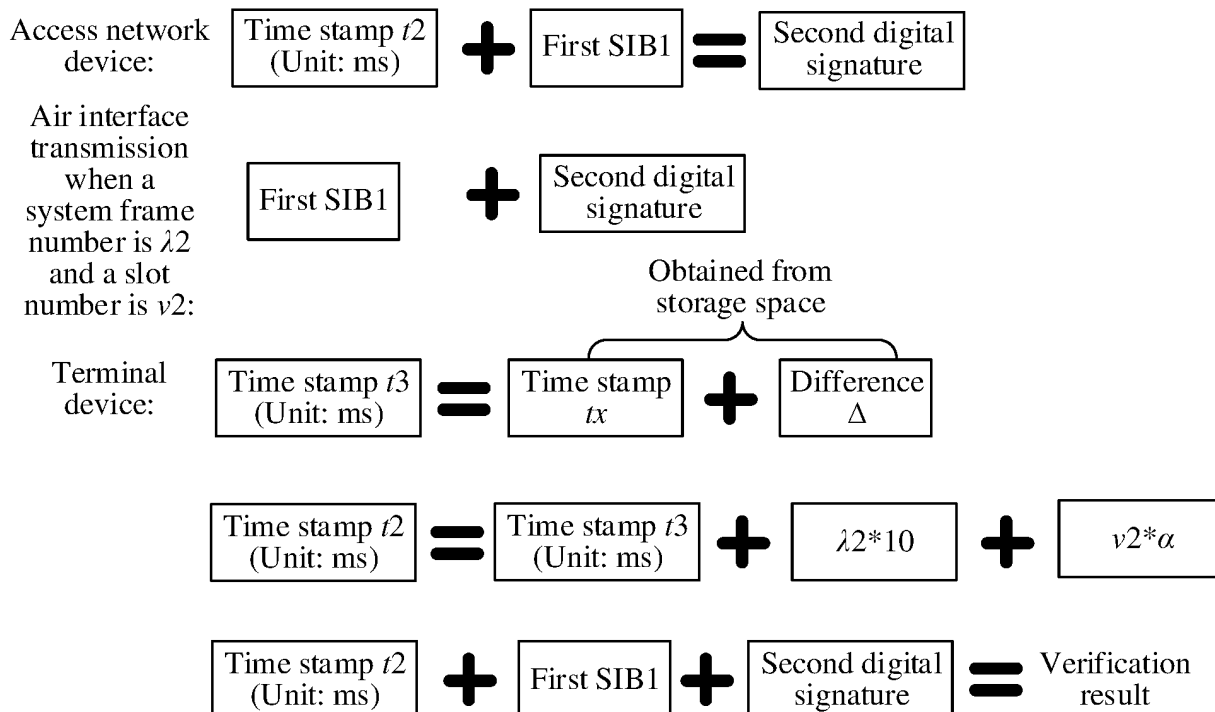 Access network
device:
Time stamp t2
(Unit: ms)
+
First SIB1
=
Second digital
signature
Air interface
transmission
when a
system frame
number is λ2
and a slot
number is v2:
First SIB1
+
Second digital
signature
Obtained from
storage space
Terminal
device:
Time stamp t3
(Unit: ms)
=
Time stamp
tx
+
Difference
Δ
Time stamp t2
(Unit: ms)
=
Time stamp t3
(Unit: ms)
+
λ2*10
+
v2*α
Time stamp t2
(Unit: ms)
+
First SIB1
+
Second digital
signature
=
Verification
result